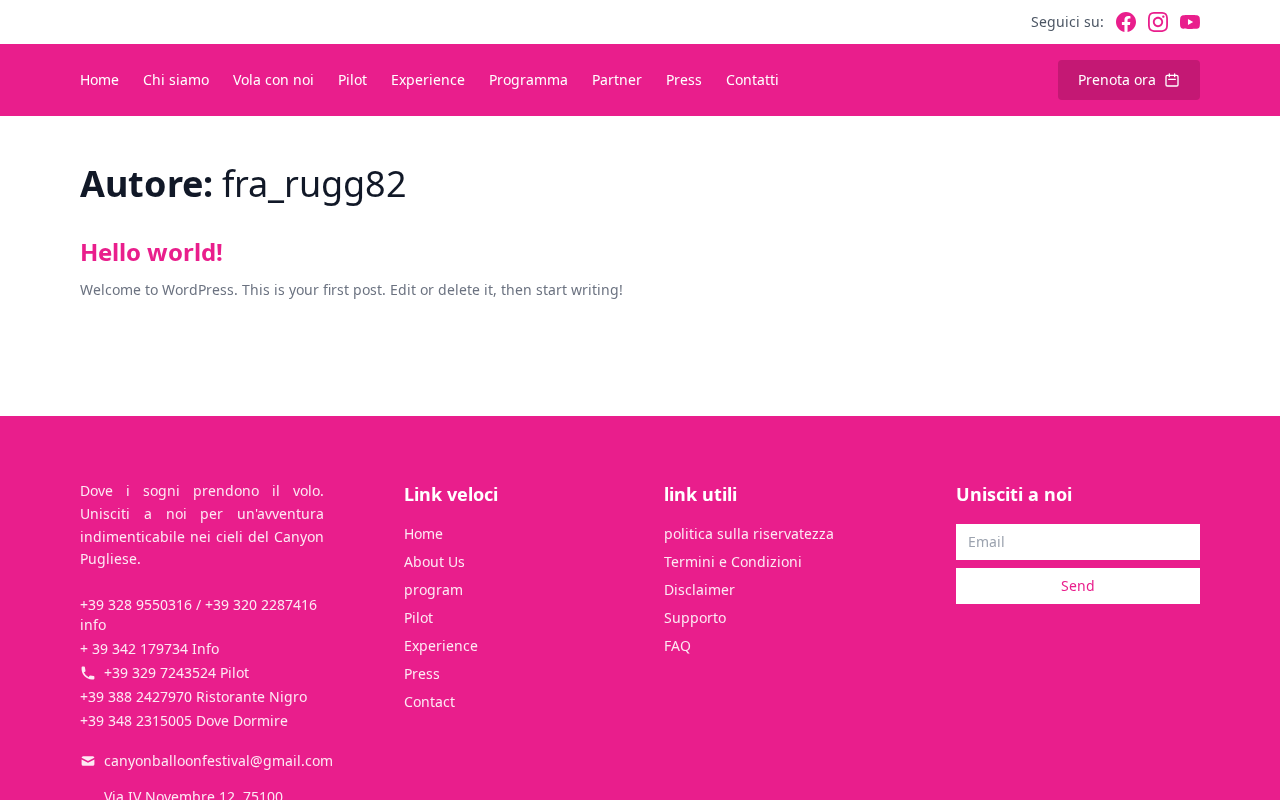 Seguici su:
Home Chi siamo Vola con noi Pilot Experience Programma Partner Press Contatti Prenota ora
Autore: fra_rugg82
Hello world!
Welcome to WordPress. This is your first post. Edit or delete it, then start writing!
Dove i sogni prendono il volo.
Unisciti a noi per un'avventura
indimenticabile nei cieli del Canyon
Pugliese.
+39 328 9550316 / +39 320 2287416
info
+ 39 342 179734 Info
+39 329 7243524 Pilot
+39 388 2427970 Ristorante Nigro
+39 348 2315005 Dove Dormire
canyonballoonfestival@gmail.com
Via IV Novembre 12, 75100
Link veloci
Home
About Us
program
Pilot
Experience
Press
Contact
link utili
politica sulla riservatezza
Termini e Condizioni
Disclaimer
Supporto
FAQ
Unisciti a noi
Email
Send